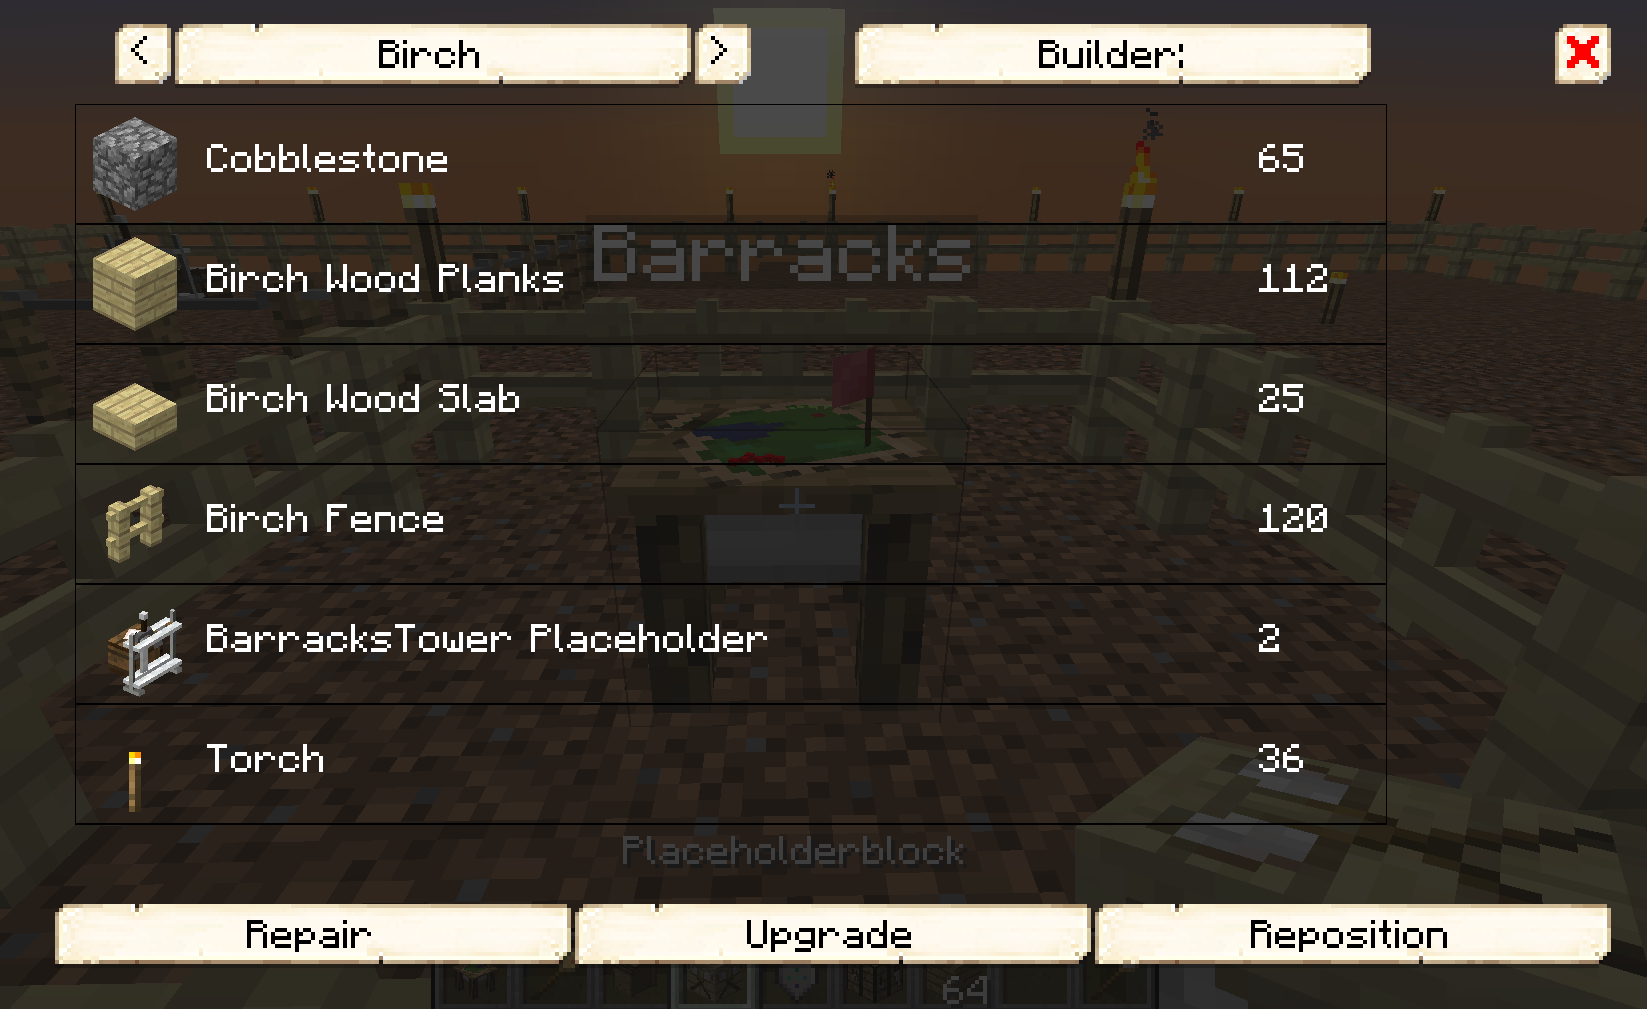 < Birch > Builder:
Cobblestone 65
Barracks
Birch Wood Planks 112
Birch Wood Slab 25
Birch Fence 120
BarracksTower Placeholder 2
Torch 36
Placeholderblock
Repair Upgrade Reposition
64